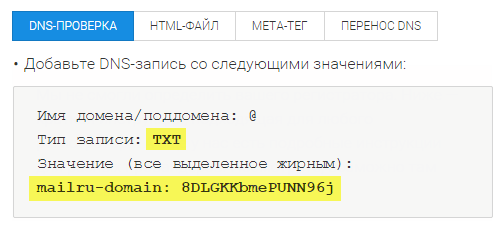 DNS-ПРОВЕРКА HTML-ФАЙЛ META-ТЕГ ПЕРЕНОС DNS
• Добавьте DNS-запись со следующими значениями:
Имя домена/поддомена: @
Тип записи: TXT
Значение (все выделенное жирным):
mailru-domain: 8DLGKKbmePUNN96j